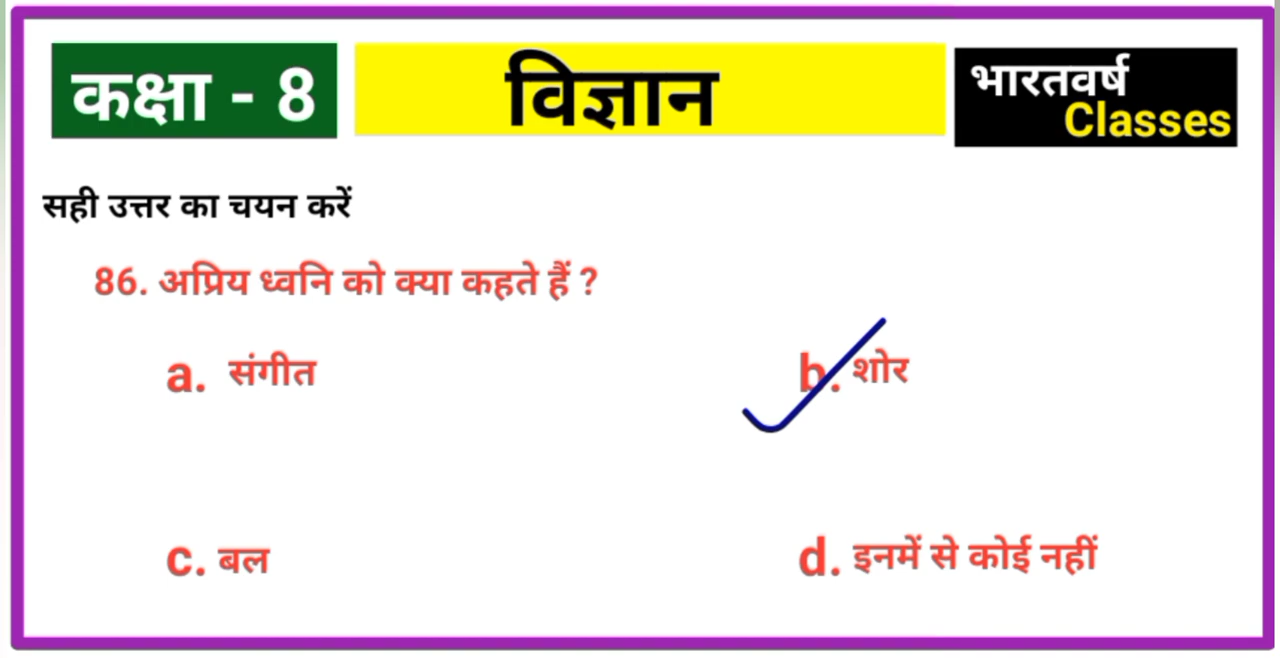 कक्षा - 8
विज्ञान
भारतवर्ष
Classes
सही उत्तर का चयन करें
86. अप्रिय ध्वनि को क्या कहते हैं ?
a. संगीत
b. शोर
c. बल
d. इनमें से कोई नहीं